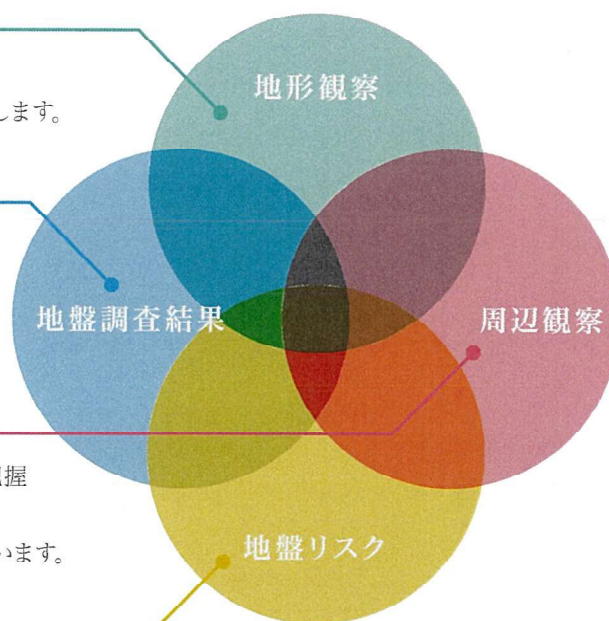 地形観察
します。
地盤調査結果
周辺観察
握
います。
地盤リスク